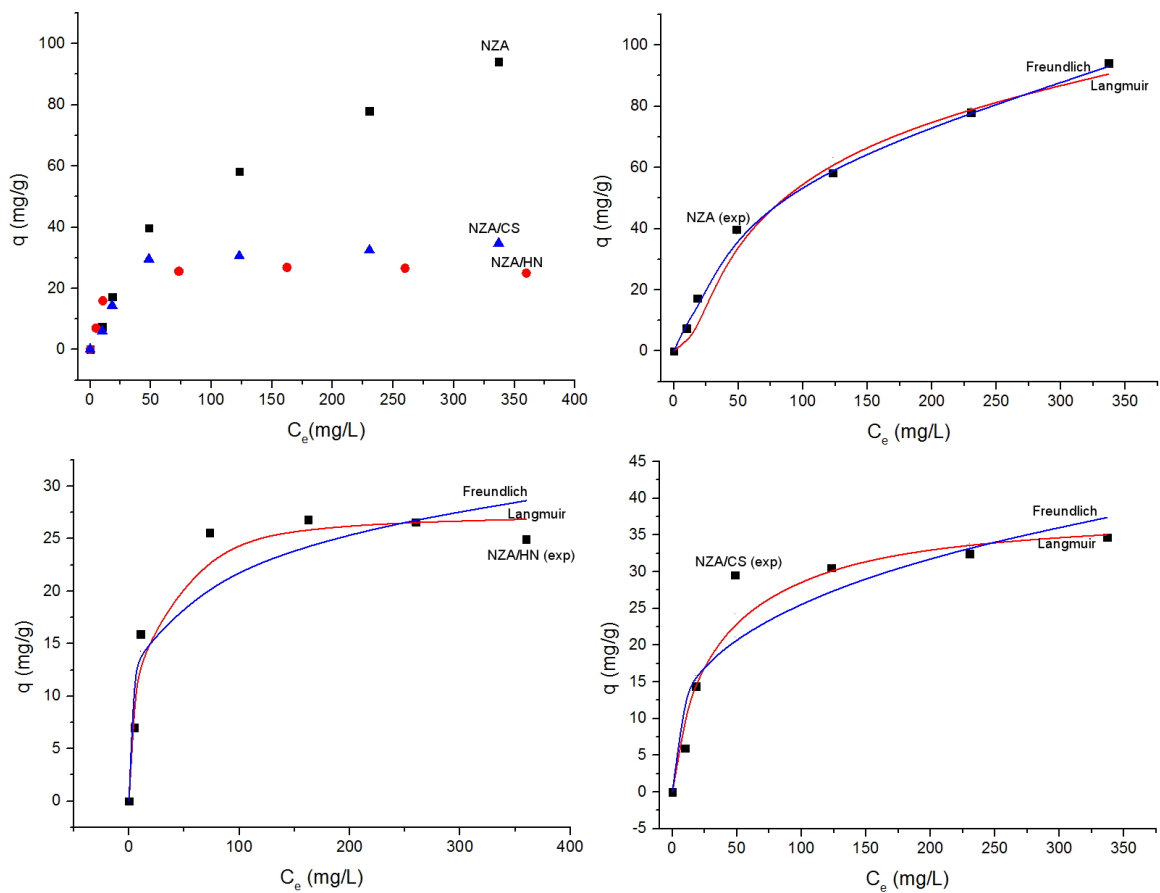 100
80
60
40
20
0
q (mg/g)
NZA
NZA/CS
NZA/HN
0 50 100 150 200 250 300 350 400
Cₑ(mg/L)
100
80
60
40
20
0
q (mg/g)
Freundlich
Langmuir
NZA (exp)
0 50 100 150 200 250 300 350
Cₑ (mg/L)
30
25
20
15
10
5
0
q (mg/g)
Freundlich
Langmuir
NZA/HN (exp)
0 100 200 300 400
Cₑ (mg/L)
45
40
35
30
25
20
15
10
5
0
-5
q (mg/g)
Freundlich
Langmuir
NZA/CS (exp)
0 50 100 150 200 250 300 350
Cₑ (mg/L)